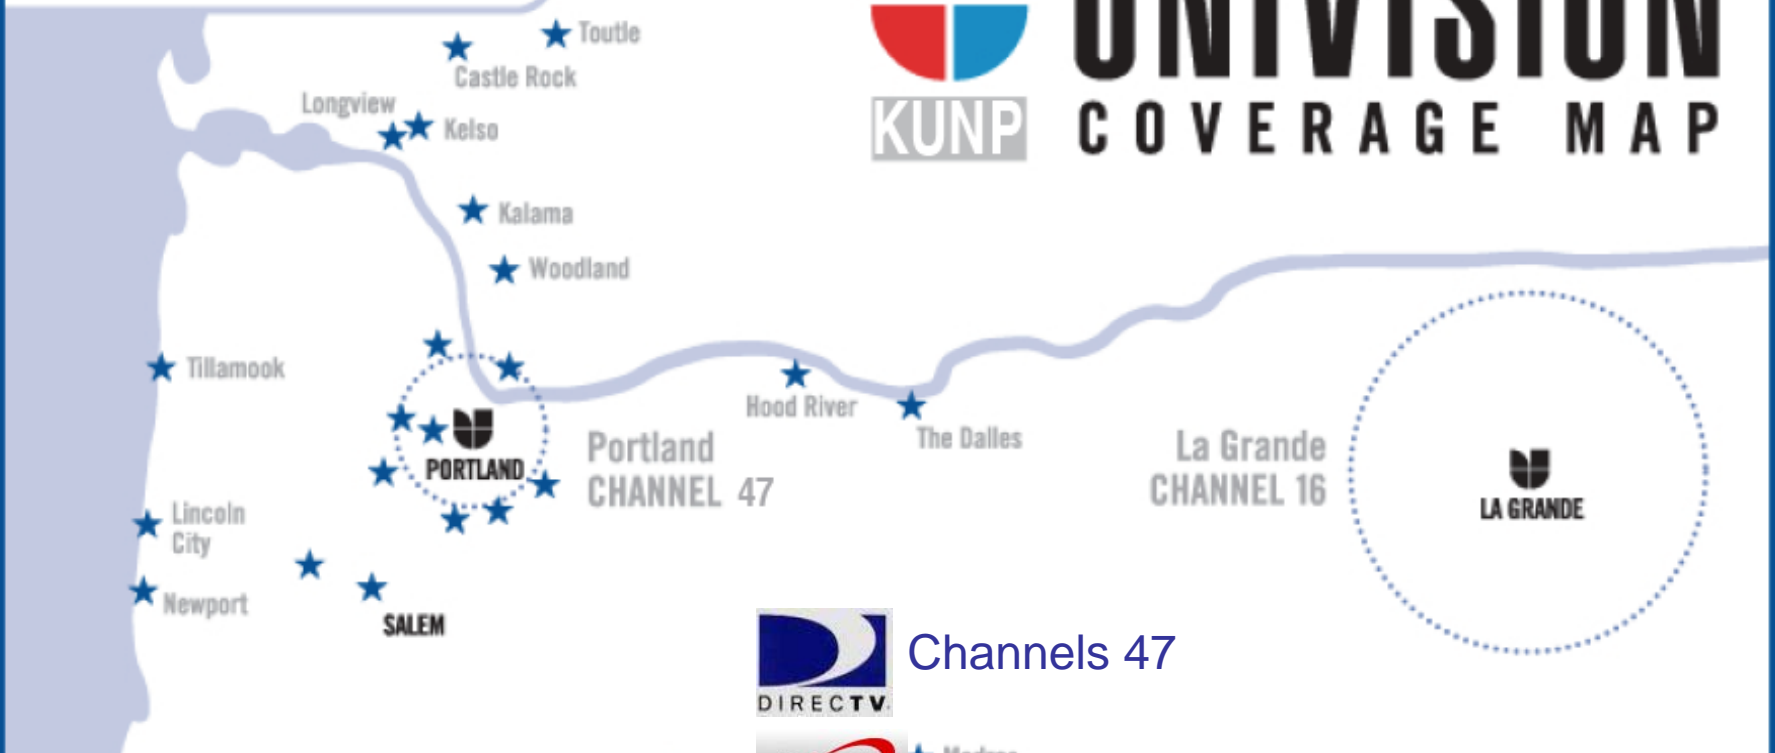 UNIVISION
KUNP
COVERAGE MAP
Toutle
Castle Rock
Longview
Kelso
Kalama
Woodland
Tillamook
Hood River
The Dalles
PORTLAND
Portland
CHANNEL 47
La Grande
CHANNEL 16
LA GRANDE
Lincoln
City
Newport
SALEM
DIRECTV
Channels 47